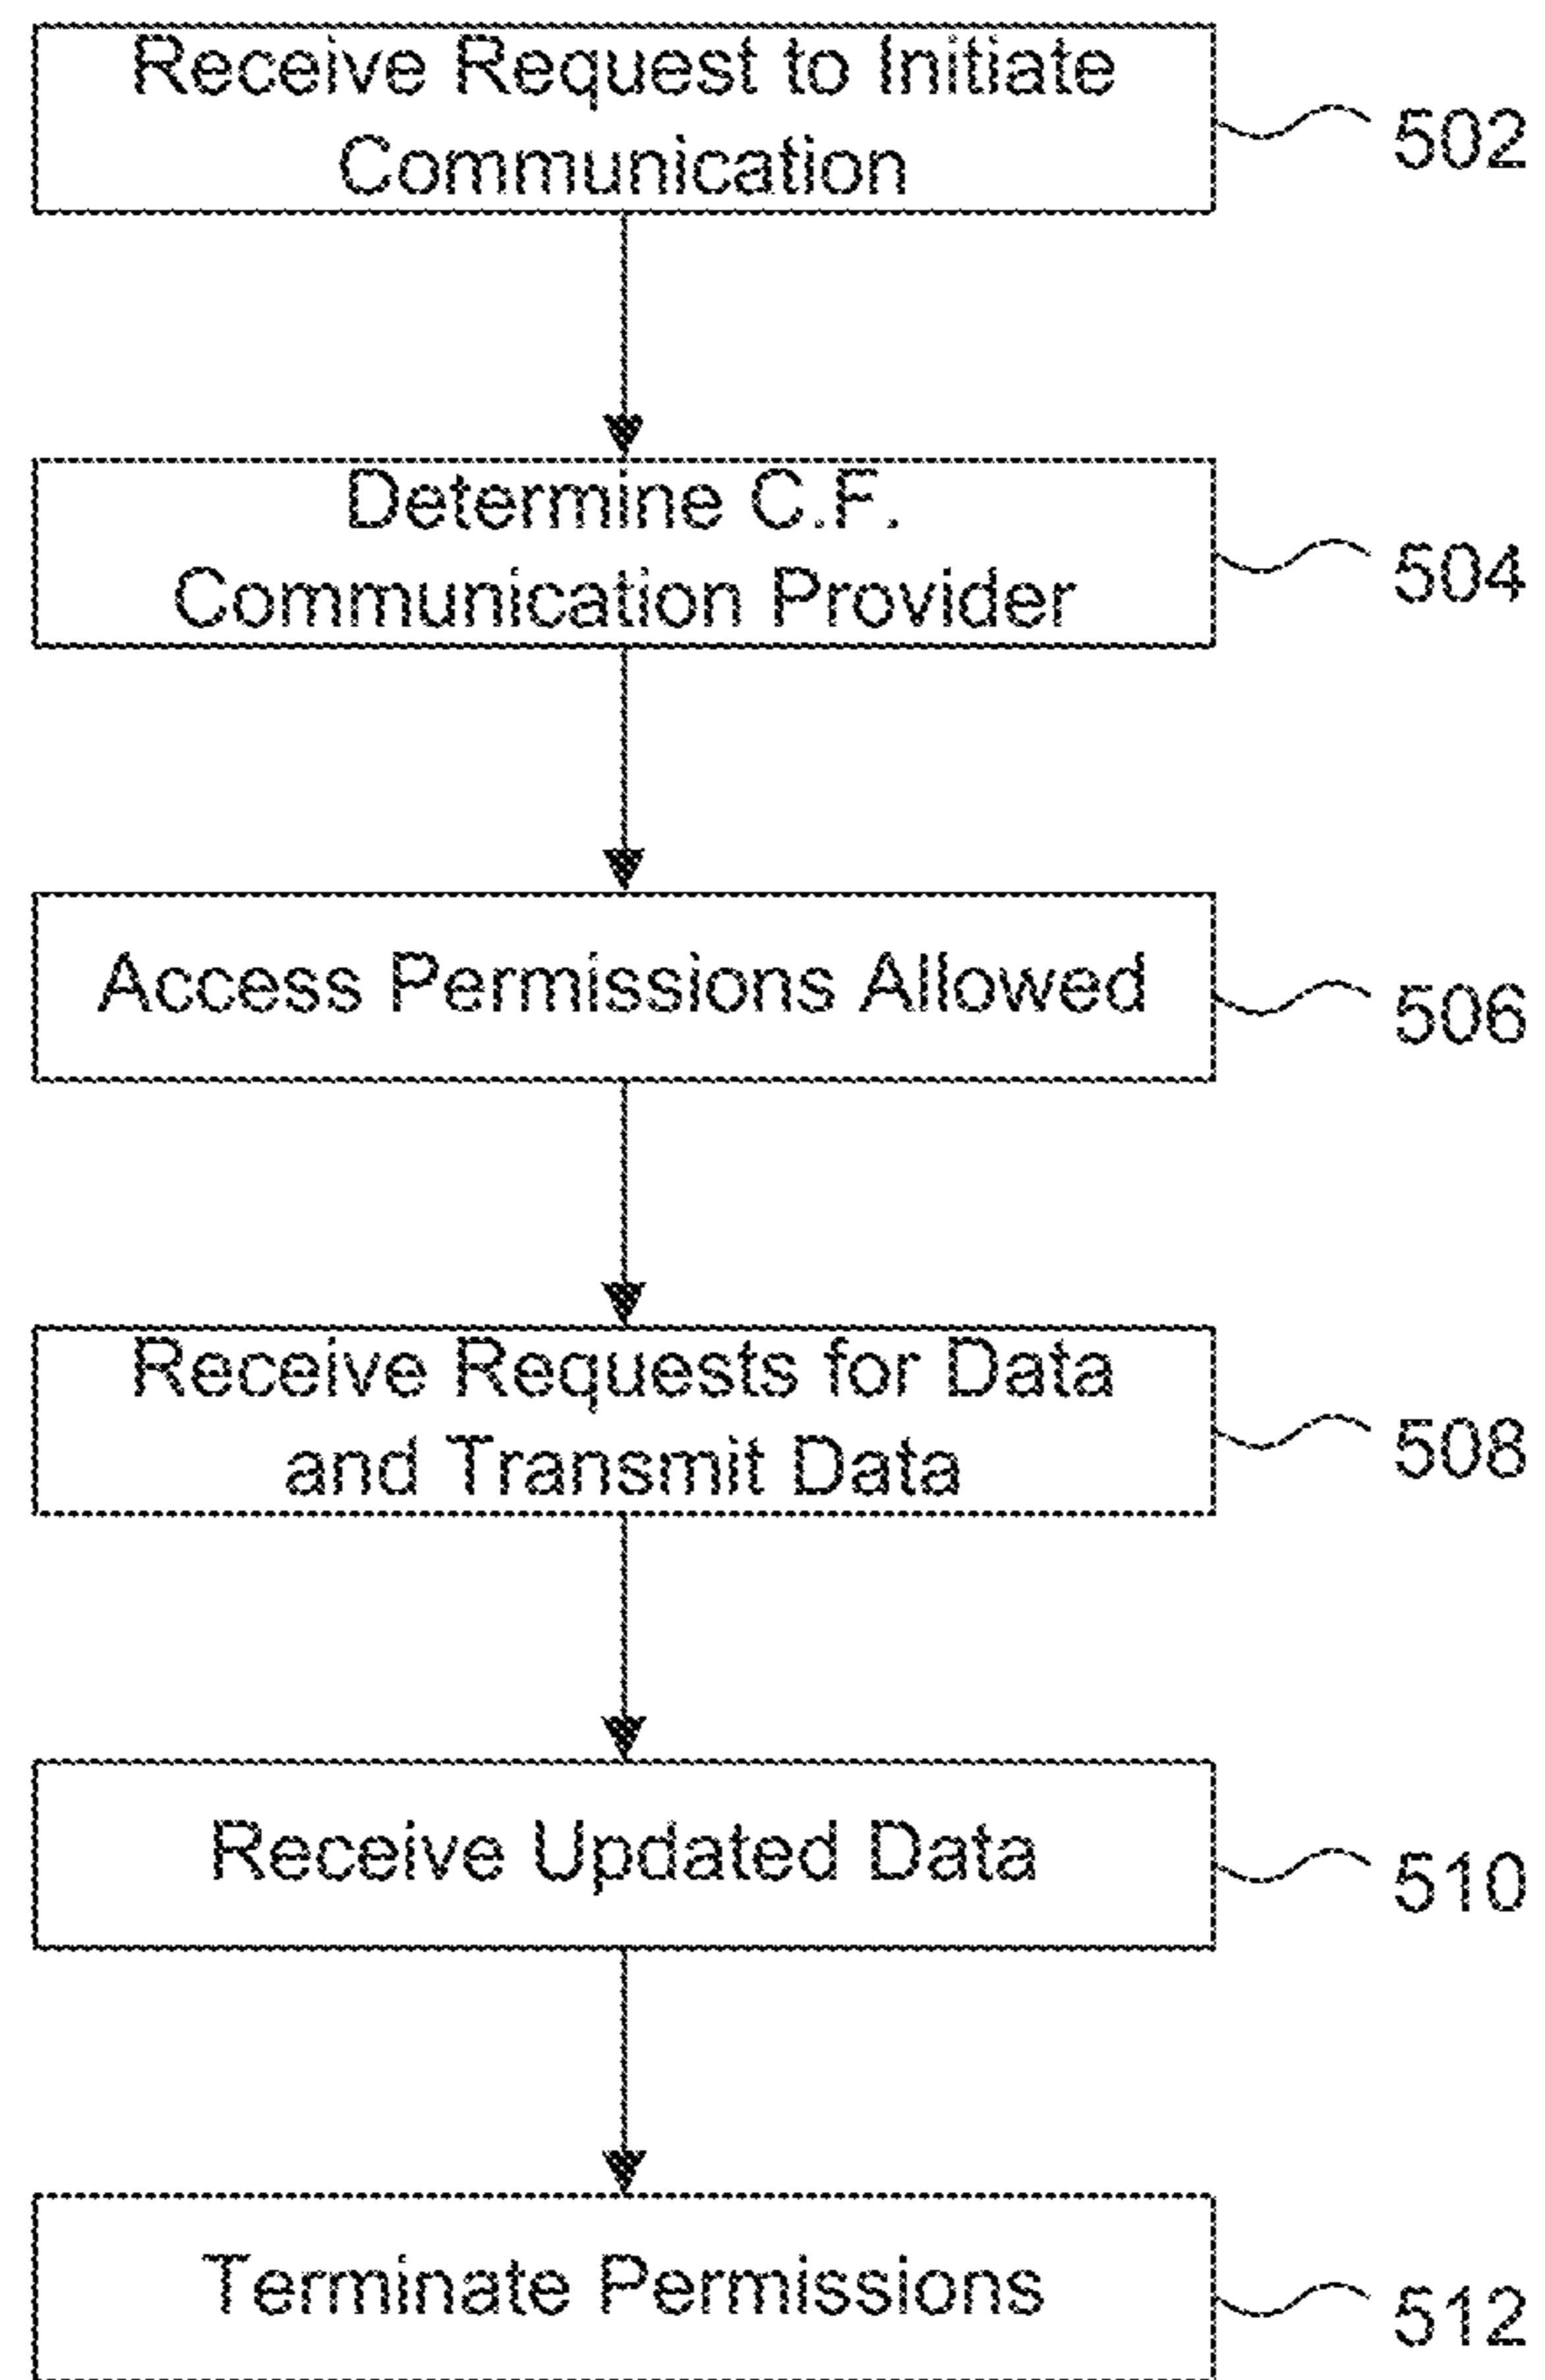 Receive Request to Initiate
Communication
502
Determine C.F.
Communication Provider
504
Access Permissions Allowed
506
Receive Requests for Data
and Transmit Data
508
Receive Updated Data
510
Terminate Permissions
512